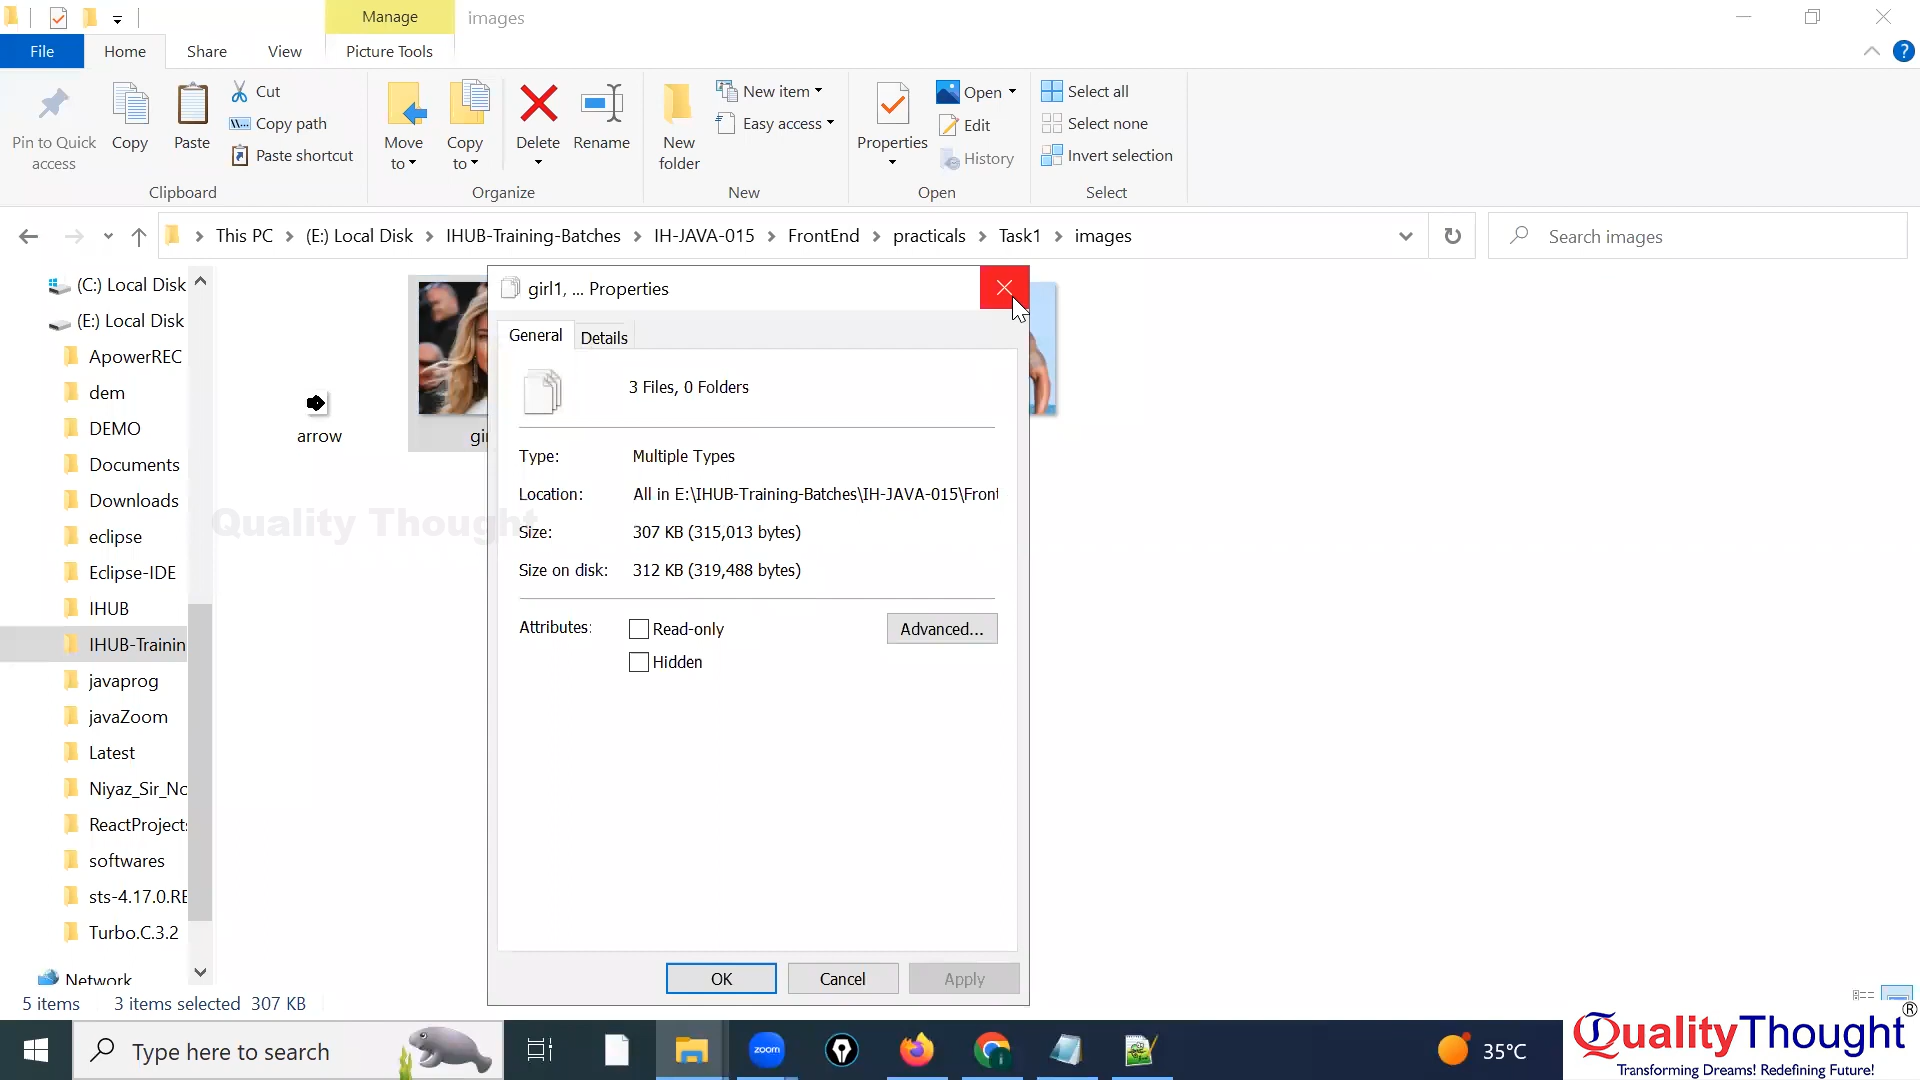 Manage
images
File
Home
Share
View
Picture Tools
Pin to Quick access
Copy
Paste
Cut
Copy path
Paste shortcut
Clipboard
Move to
Copy to
Delete
Rename
Organize
New folder
New item
Easy access
New
Properties
Open
Edit
History
Open
Select all
Select none
Invert selection
Select
This PC
(E:) Local Disk
IHUB-Training-Batches
IH-JAVA-015
FrontEnd
practicals
Task1
images
Search images
(C:) Local Disk
(E:) Local Disk
ApowerREC
dem
DEMO
Documents
Downloads
eclipse
Eclipse-IDE
IHUB
IHUB-Trainin
javaprog
javaZoom
Latest
Niyaz_Sir_No
ReactProject
softwares
sts-4.17.0.RE
Turbo.C.3.2
Network
arrow
Quality Thought
girl1, ... Properties
General
Details
3 Files, 0 Folders
Type: Multiple Types
Location: All in E:\IHUB-Training-Batches\IH-JAVA-015\Front
Size: 307 KB (315,013 bytes)
Size on disk: 312 KB (319,488 bytes)
Attributes:
Read-only
Advanced...
Hidden
OK
Cancel
Apply
5 items
3 items selected 307 KB
Type here to search
zoom
35°C
QualityThought®
Transforming Dreams! Redefining Future!